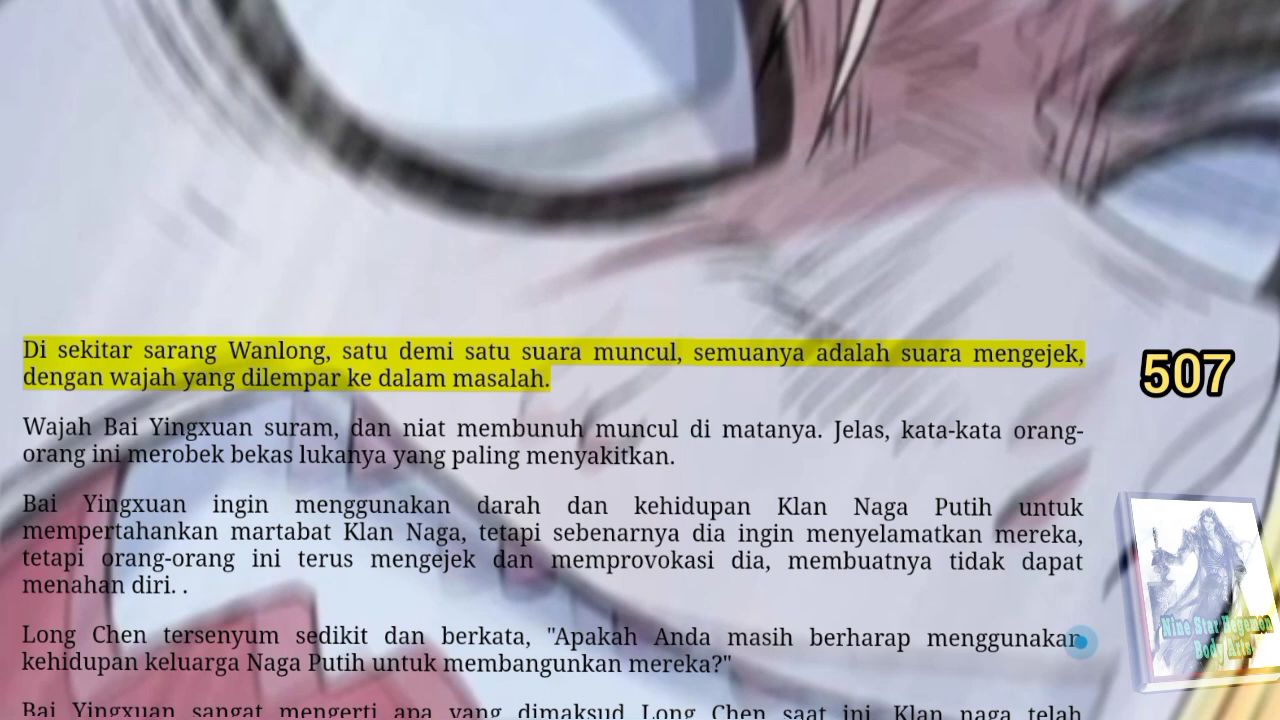 Di sekitar sarang Wanlong, satu demi satu suara muncul, semuanya adalah suara mengejek,
dengan wajah yang dilempar ke dalam masalah.
Wajah Bai Yingxuan suram, dan niat membunuh muncul di matanya. Jelas, kata-kata orang-
orang ini merobek bekas lukanya yang paling menyakitkan.
Bai Yingxuan ingin menggunakan darah dan kehidupan Klan Naga Putih untuk
mempertahankan martabat Klan Naga, tetapi sebenarnya dia ingin menyelamatkan mereka,
tetapi orang-orang ini terus mengejek dan memprovokasi dia, membuatnya tidak dapat
menahan diri. .
Long Chen tersenyum sedikit dan berkata, "Apakah Anda masih berharap menggunakan
kehidupan keluarga Naga Putih untuk membangunkan mereka?"
Bai Yingxuan sangat mengerti apa yang dimaksud Long Chen saat ini. Klan naga telah
507
Nine Star Hegemon
Body Arts